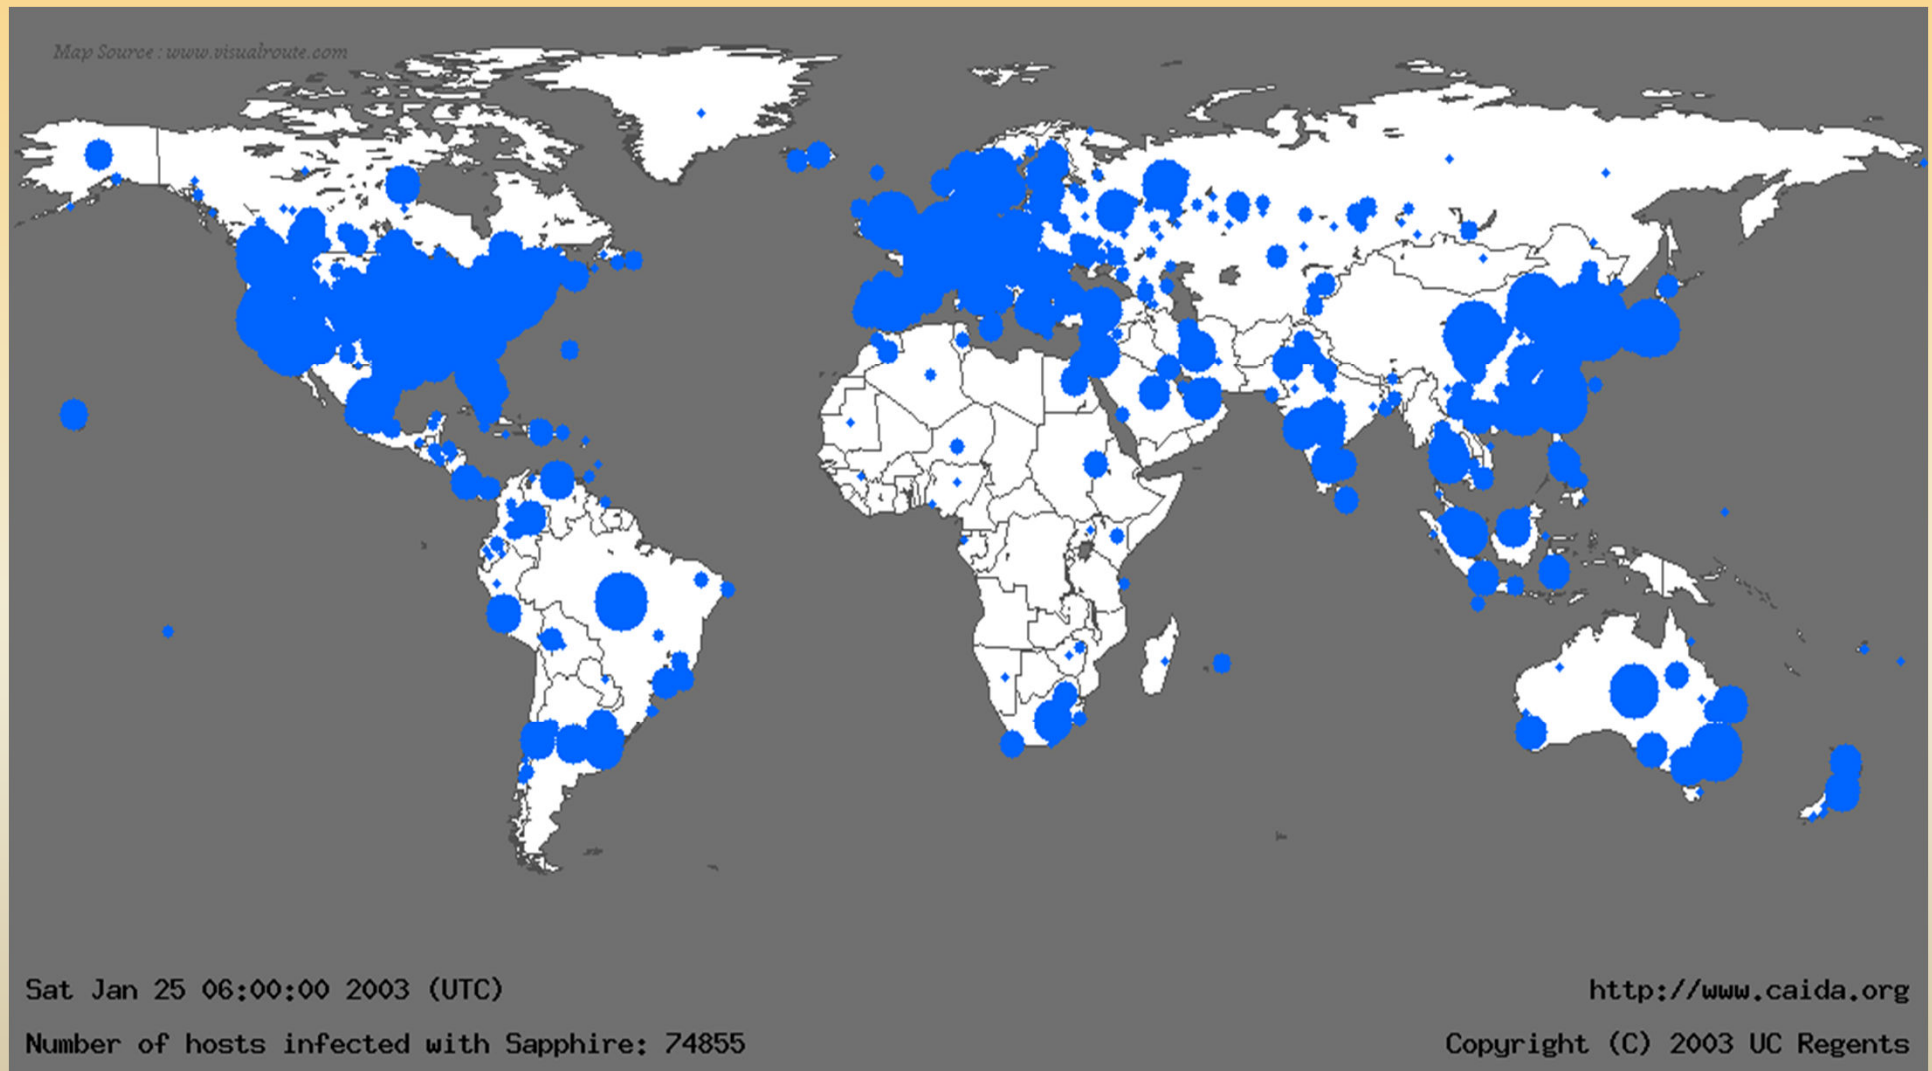 Map Source : www.visualroute.com
Sat Jan 25 06:00:00 2003 (UTC)
http://www.caida.org
Number of hosts infected with Sapphire: 74855
Copyright (C) 2003 UC Regents